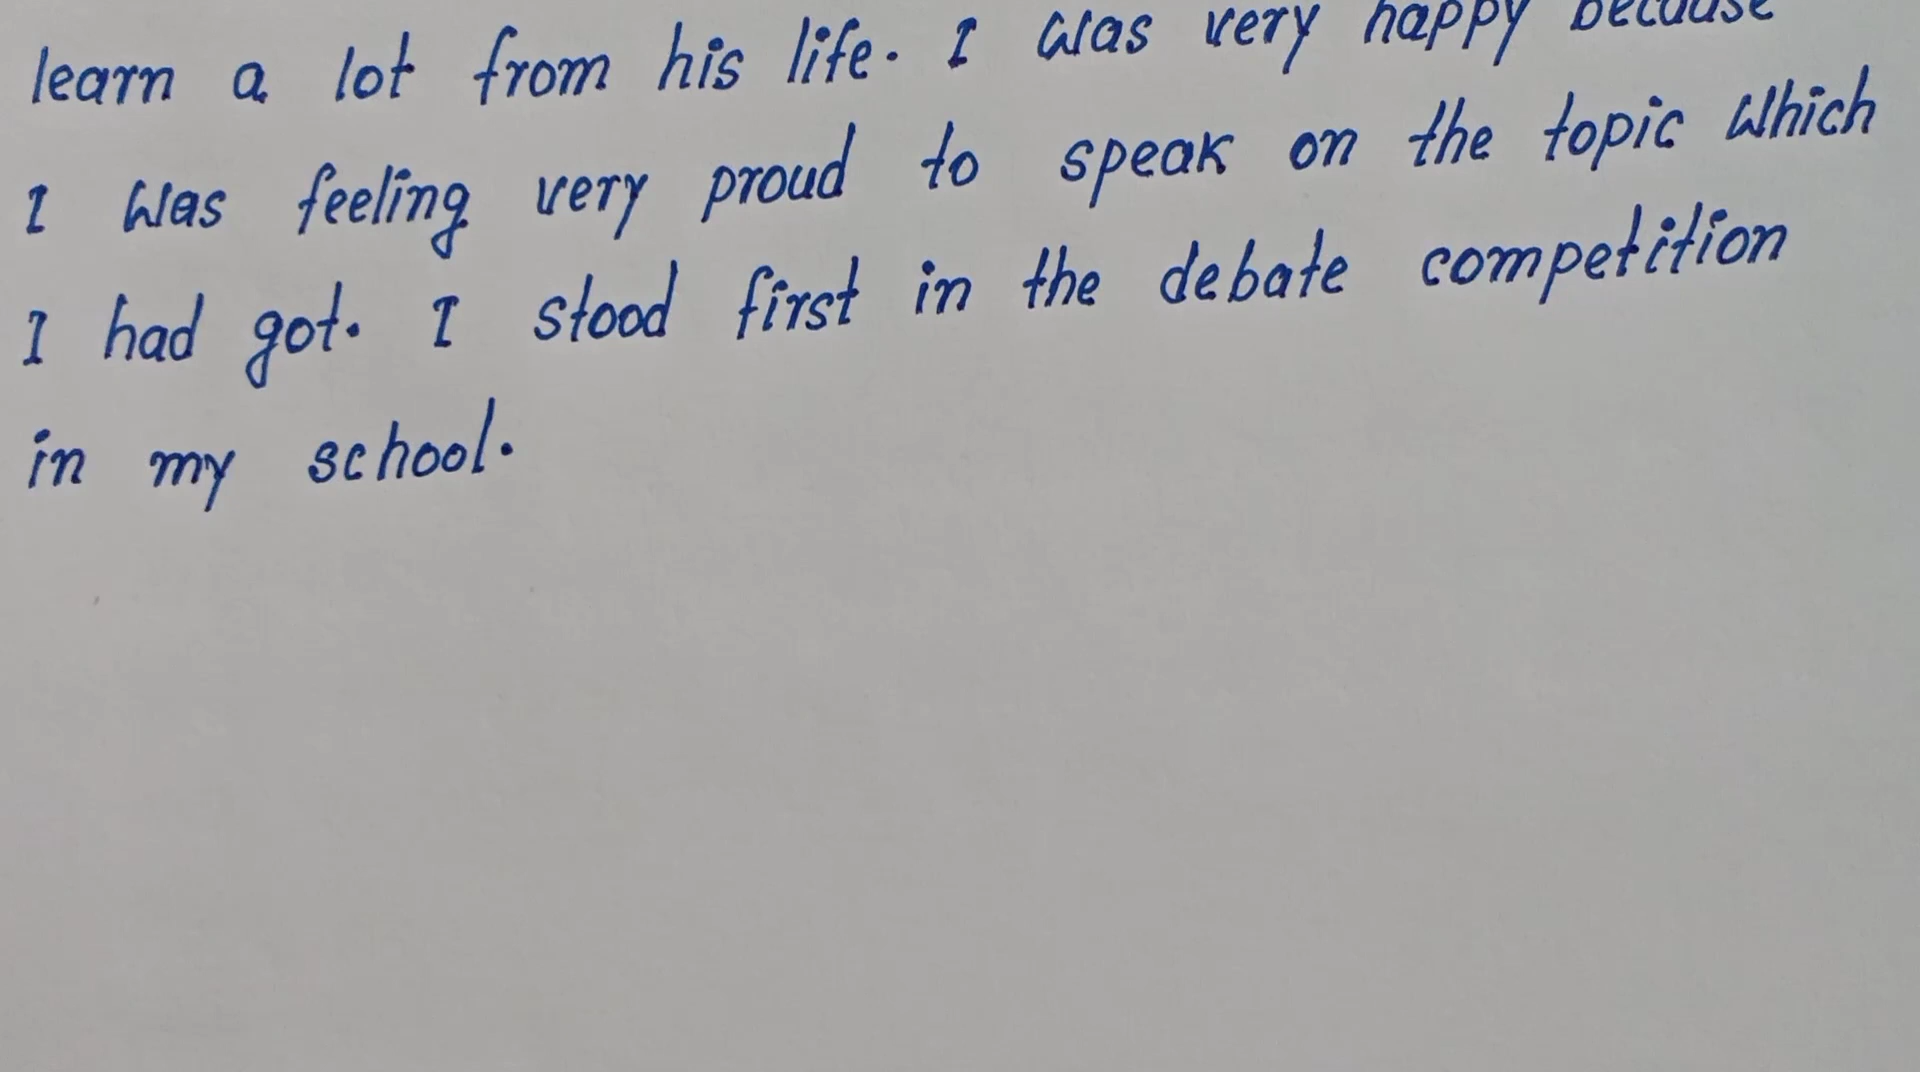 learn a lot from his life. I was very happy because
I was feeling very proud to speak on the topic which
I had got. I stood first in the debate competition
in my school.